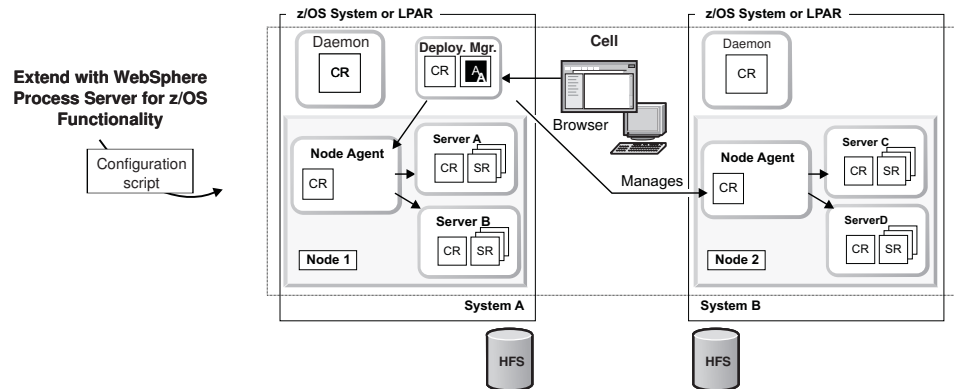 z/OS System or LPAR
z/OS System or LPAR
Daemon
CR
Deploy. Mgr.
CR
A
A
Cell
Browser
Daemon
CR
Extend with WebSphere
Process Server for z/OS
Functionality
Configuration
script
Node Agent
CR
Server A
CR
SR
Server B
CR
SR
Node 1
Manages
Node Agent
CR
Server C
CR
SR
ServerD
CR
SR
Node 2
System A
System B
HFS
HFS